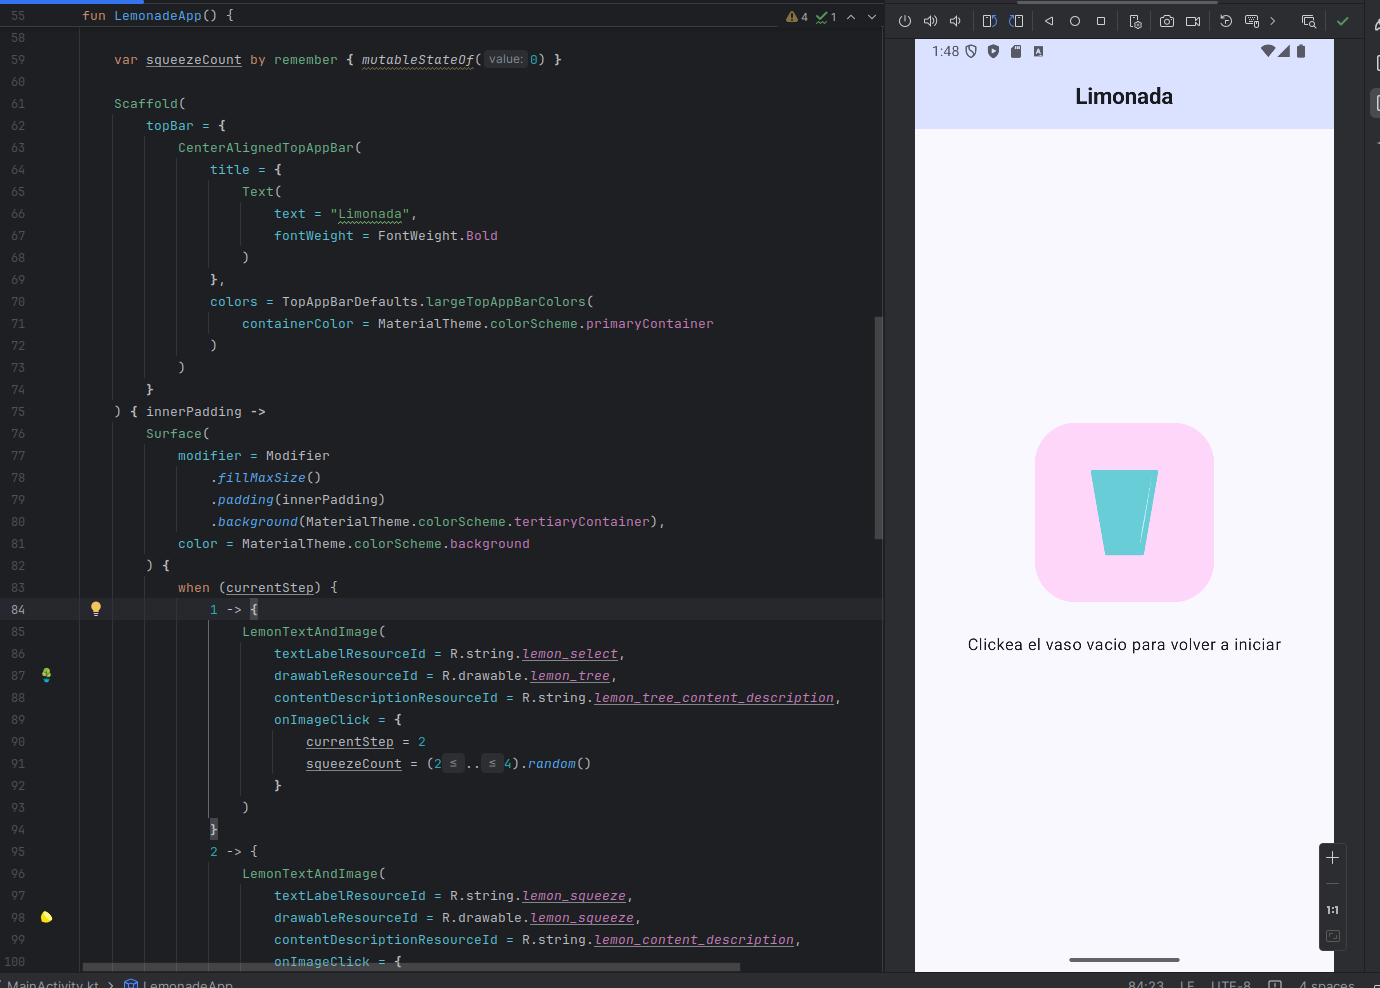 55 fun LemonadeApp() { 4 1
58
59 var squeezeCount by remember { mutableStateOf( value: 0) }
60
61 Scaffold(
62 topBar = {
63 CenterAlignedTopAppBar(
64 title = {
65 Text(
66 text = "Limonada",
67 fontWeight = FontWeight.Bold
68 )
69 },
70 colors = TopAppBarDefaults.largeTopAppBarColors(
71 containerColor = MaterialTheme.colorScheme.primaryContainer
72 )
73 )
74 }
75 ) { innerPadding ->
76 Surface(
77 modifier = Modifier
78 .fillMaxSize()
79 .padding(innerPadding)
80 .background(MaterialTheme.colorScheme.tertiaryContainer),
81 color = MaterialTheme.colorScheme.background
82 ) {
83 when (currentStep) {
84 1 -> {
85 LemonTextAndImage(
86 textLabelResourceId = R.string.lemon_select,
87 drawableResourceId = R.drawable.lemon_tree,
88 contentDescriptionResourceId = R.string.lemon_tree_content_description,
89 onImageClick = {
90 currentStep = 2
91 squeezeCount = (2 ≤ .. ≤ 4).random()
92 }
93 )
94 }
95 2 -> {
96 LemonTextAndImage(
97 textLabelResourceId = R.string.lemon_squeeze,
98 drawableResourceId = R.drawable.lemon_squeeze,
99 contentDescriptionResourceId = R.string.lemon_content_description,
100 onImageClick = {
MainActivity.kt > LemonadeApp
1:48
Limonada
Clickea el vaso vacio para volver a iniciar
1:1
84:23 LF UTF-8 4 spaces